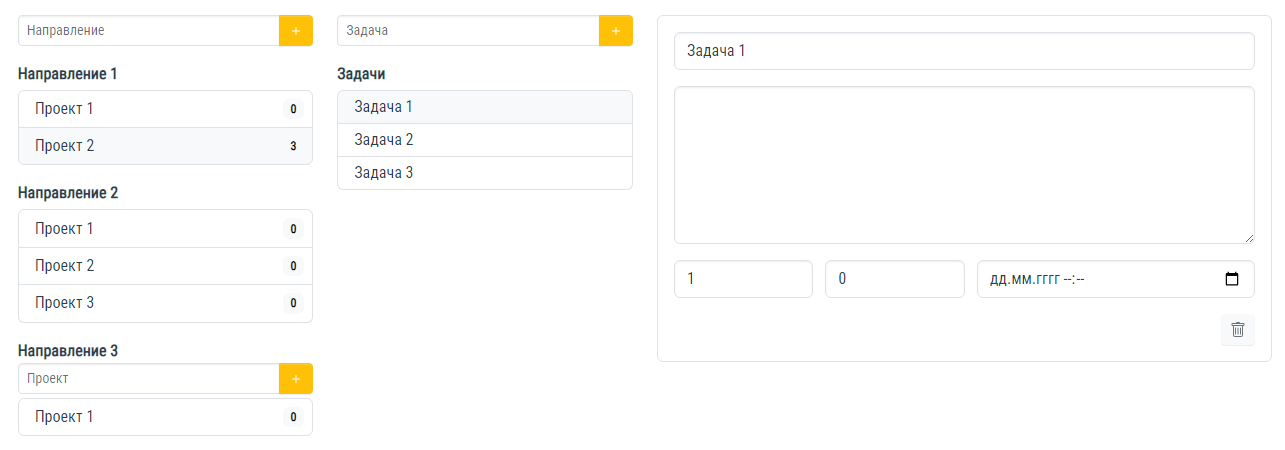 Направление +
Направление 1
Проект 1 0
Проект 2 3
Направление 2
Проект 1 0
Проект 2 0
Проект 3 0
Направление 3
Проект +
Проект 1 0
Задача +
Задачи
Задача 1
Задача 2
Задача 3
Задача 1
1 0 дд.мм.гггг --:--